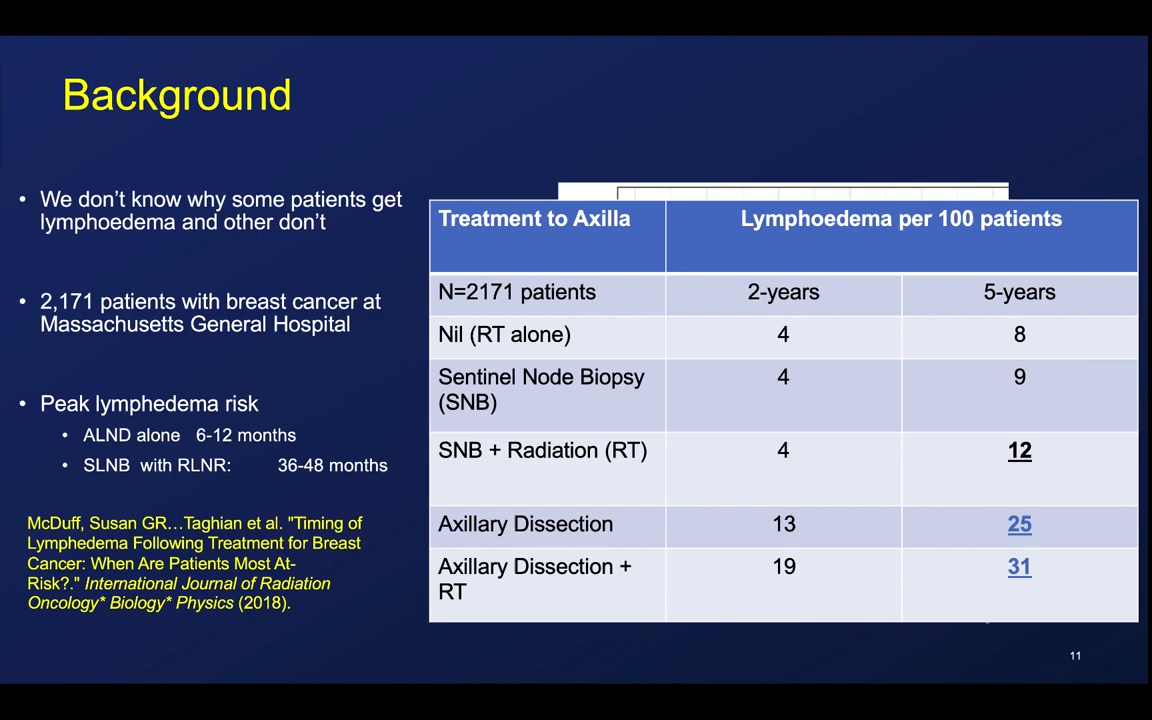 Background
• We don’t know why some patients get
lymphoedema and other don’t
• 2,171 patients with breast cancer at
Massachusetts General Hospital
• Peak lymphedema risk
• ALND alone 6-12 months
• SLNB with RLNR: 36-48 months
McDuff, Susan GR…Taghian et al. "Timing of
Lymphedema Following Treatment for Breast
Cancer: When Are Patients Most At-
Risk?." International Journal of Radiation
Oncology* Biology* Physics (2018).
Treatment to Axilla Lymphoedema per 100 patients
N=2171 patients 2-years 5-years
Nil (RT alone) 4 8
Sentinel Node Biopsy 4 9
(SNB)
SNB + Radiation (RT) 4 12
Axillary Dissection 13 25
Axillary Dissection + 19 31
RT
11